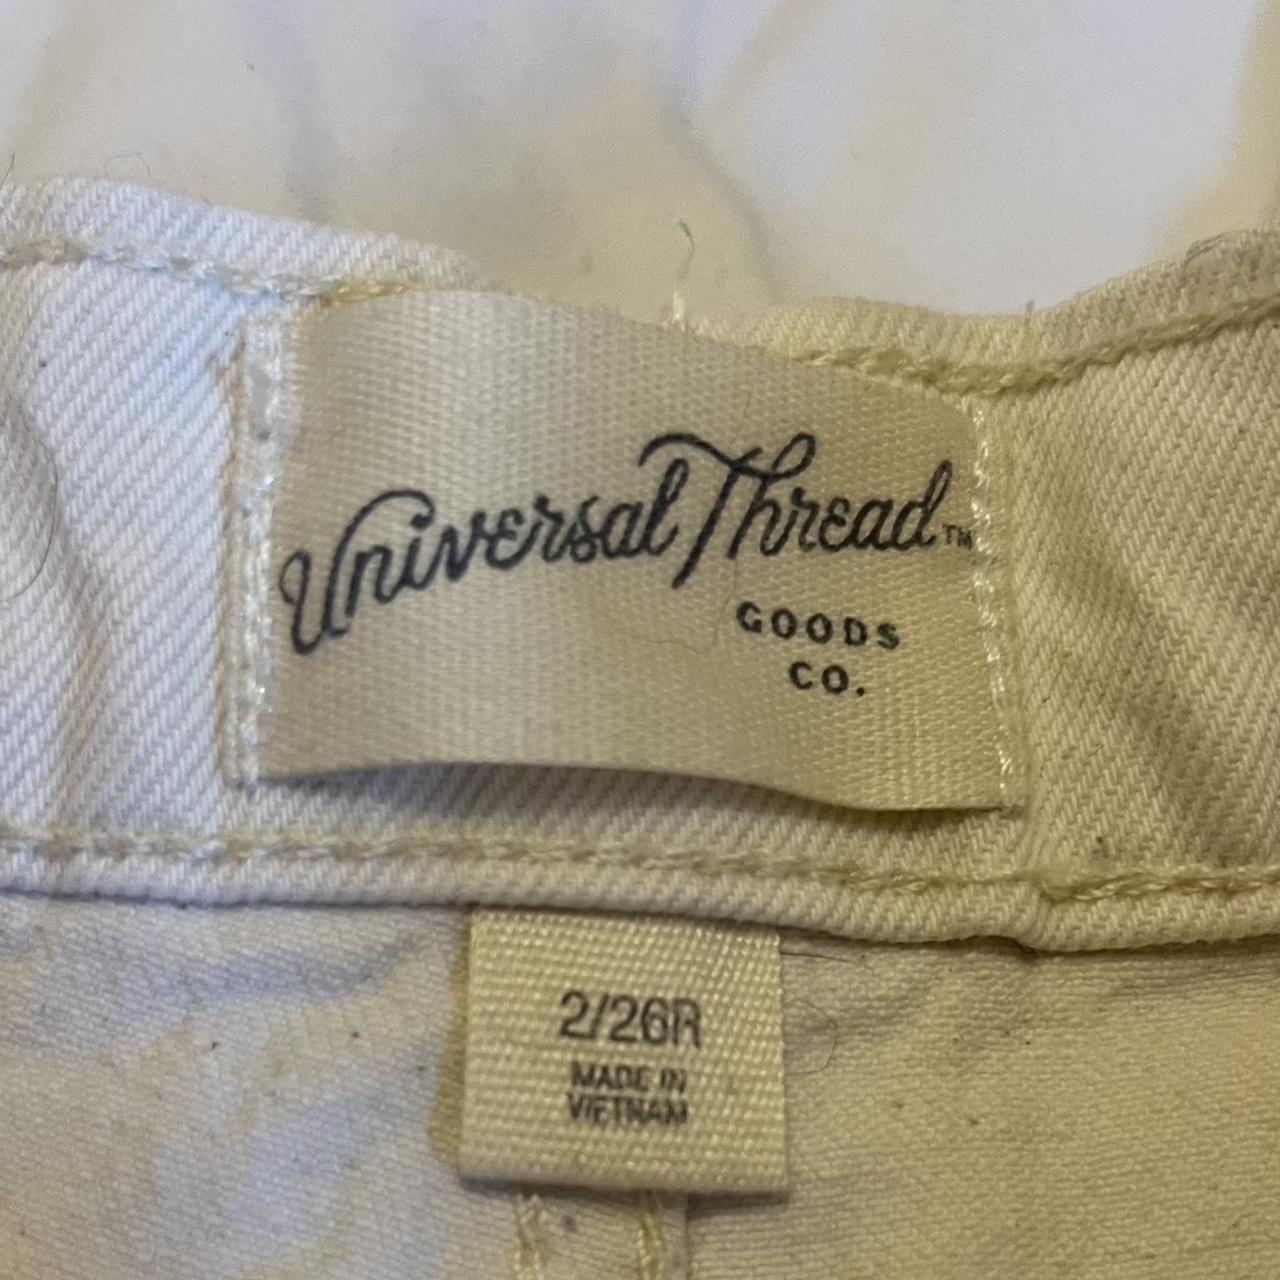 Universal Thread™
GOODS
CO.
2/26R
MADE IN
VIETNAM